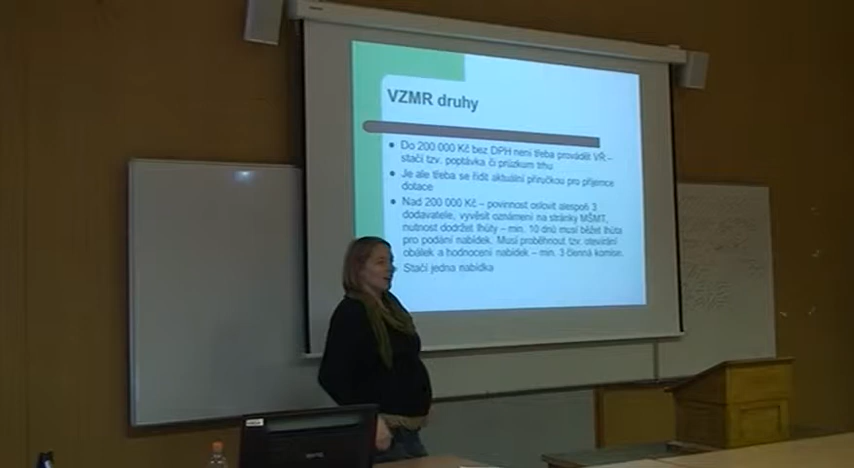 VZMR druhy
Do 200 000 Kč bez DPH není třeba provádět VŘ –
stačí tzv. poptávka či průzkum trhu
Je ale třeba se řídit aktuální příručkou pro příjemce
dotace
Nad 200 000 Kč – povinnost oslovit alespoň 3
dodavatele, vyvěsit oznámení na stránky MŠMT,
nutnost dodržet lhůty – min. 10 dnů musí běžet lhůta
pro podání nabídek. Musí proběhnout tzv. otevírání
obálek a hodnocení nabídek – min. 3 členná komise.
Stačí jedna nabídka